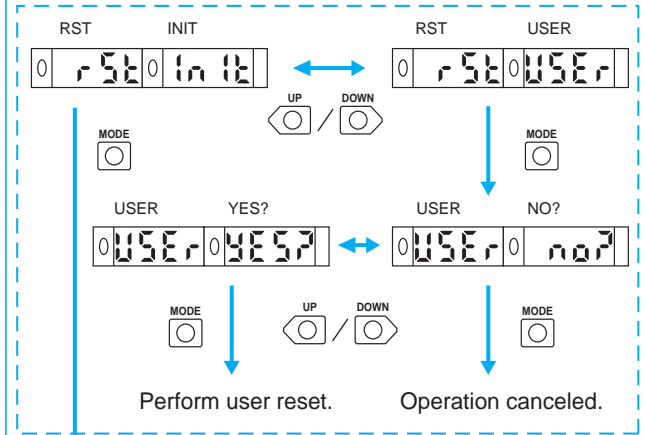 RST INIT RST USER
rSt InIt rSt USEr
UP DOWN
/
MODE MODE
USER YES? USER NO?
USEr YES? USEr no?
MODE UP DOWN MODE
/
Perform user reset. Operation canceled.